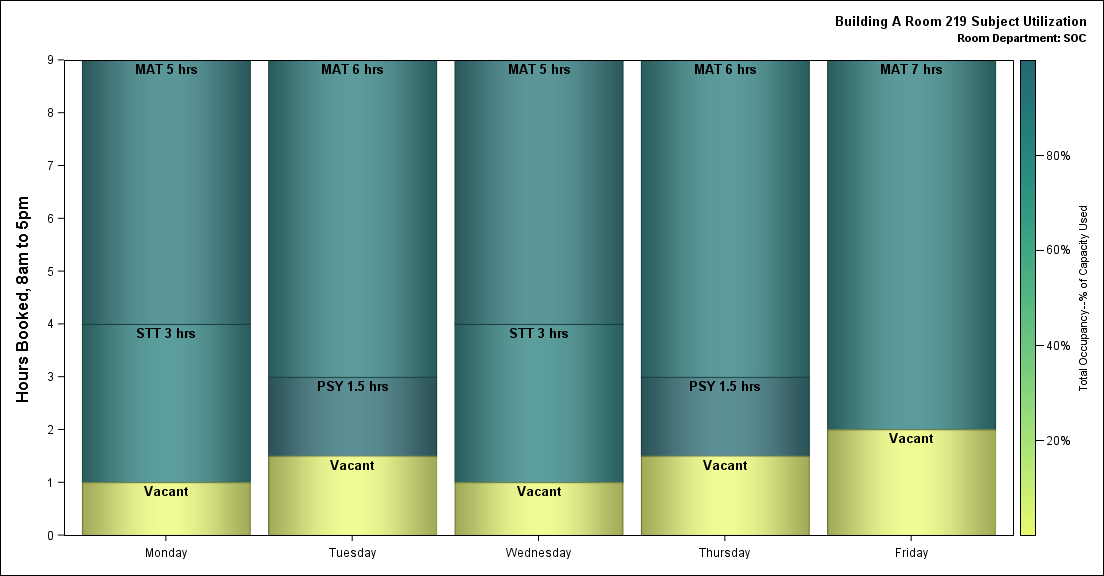 Building A Room 219 Subject Utilization
Room Department: SOC
Hours Booked, 8am to 5pm
9
8
7
6
5
4
3
2
1
0
MAT 5 hrs
STT 3 hrs
Vacant
MAT 6 hrs
PSY 1.5 hrs
Vacant
MAT 5 hrs
STT 3 hrs
Vacant
MAT 6 hrs
PSY 1.5 hrs
Vacant
MAT 7 hrs
Vacant
Monday
Tuesday
Wednesday
Thursday
Friday
80%
60%
40%
20%
Total Occupancy--% of Capacity Used